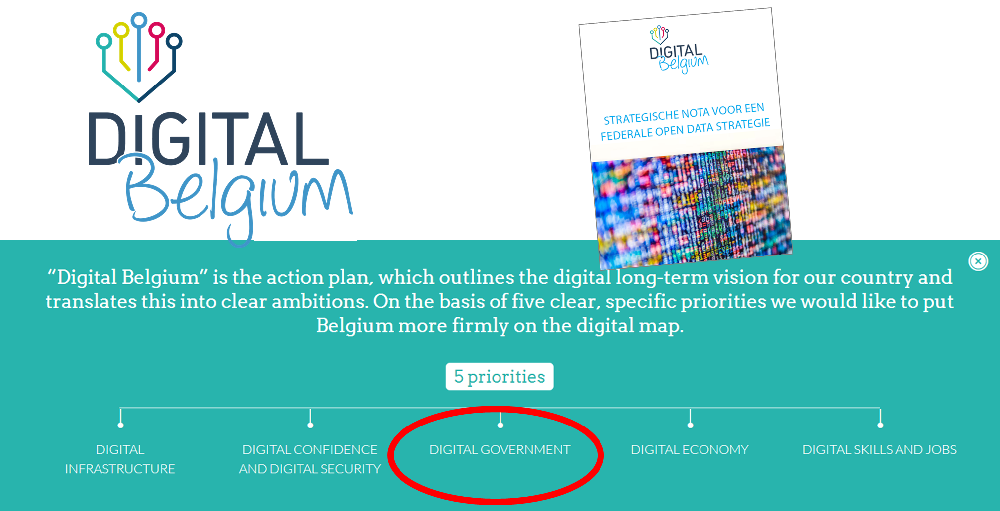 DIGITAL
Belgium
DIGITAL
Belgium
STRATEGISCHE NOTA VOOR EEN
FEDERALE OPEN DATA STRATEGIE
“Digital Belgium” is the action plan, which outlines the digital long-term vision for our country and
translates this into clear ambitions. On the basis of five clear, specific priorities we would like to put
Belgium more firmly on the digital map.
5 priorities
DIGITAL
INFRASTRUCTURE
DIGITAL CONFIDENCE
AND DIGITAL SECURITY
DIGITAL GOVERNMENT
DIGITAL ECONOMY
DIGITAL SKILLS AND JOBS